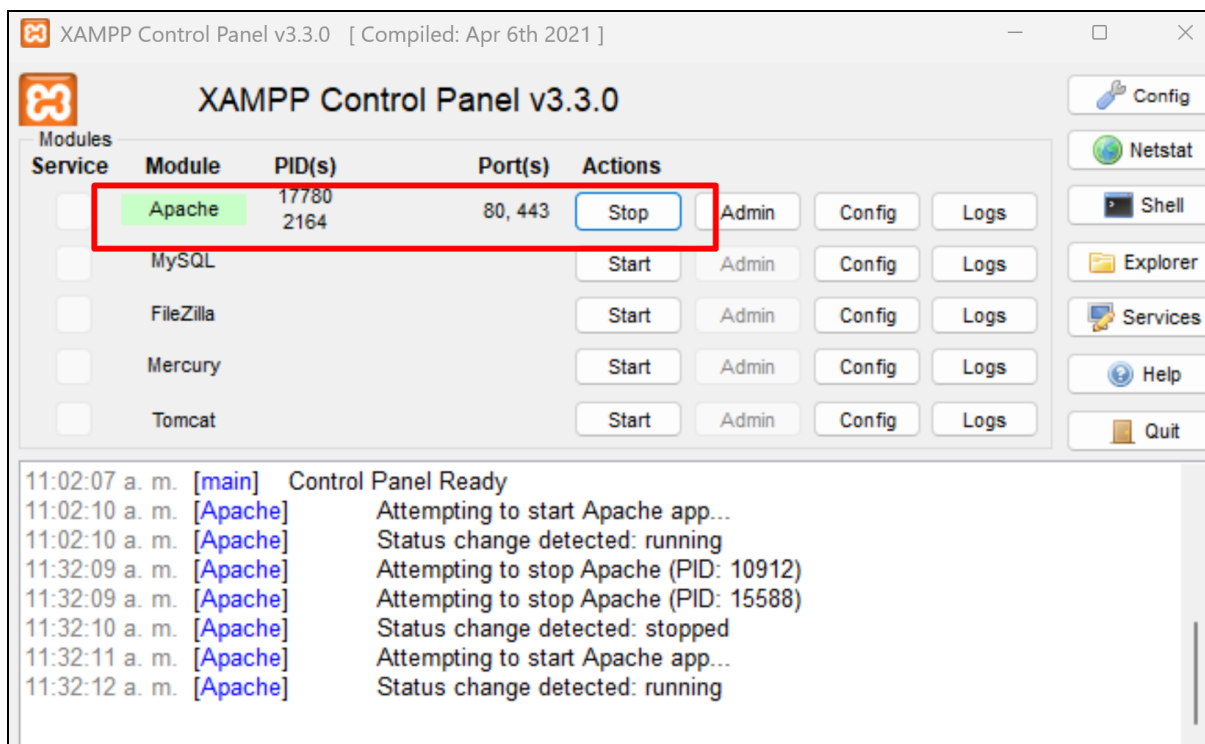 XAMPP Control Panel v3.3.0 [ Compiled: Apr 6th 2021 ]
XAMPP Control Panel v3.3.0
Config
Modules
Netstat
Service Module PID(s) Port(s) Actions
Apache 17780 2164 80, 443 Stop Admin Config Logs
Shell
MySQL Start Admin Config Logs
Explorer
FileZilla Start Admin Config Logs
Services
Mercury Start Admin Config Logs
Help
Tomcat Start Admin Config Logs
Quit
11:02:07 a. m. [main] Control Panel Ready
11:02:10 a. m. [Apache] Attempting to start Apache app...
11:02:10 a. m. [Apache] Status change detected: running
11:32:09 a. m. [Apache] Attempting to stop Apache (PID: 10912)
11:32:09 a. m. [Apache] Attempting to stop Apache (PID: 15588)
11:32:10 a. m. [Apache] Status change detected: stopped
11:32:11 a. m. [Apache] Attempting to start Apache app...
11:32:12 a. m. [Apache] Status change detected: running